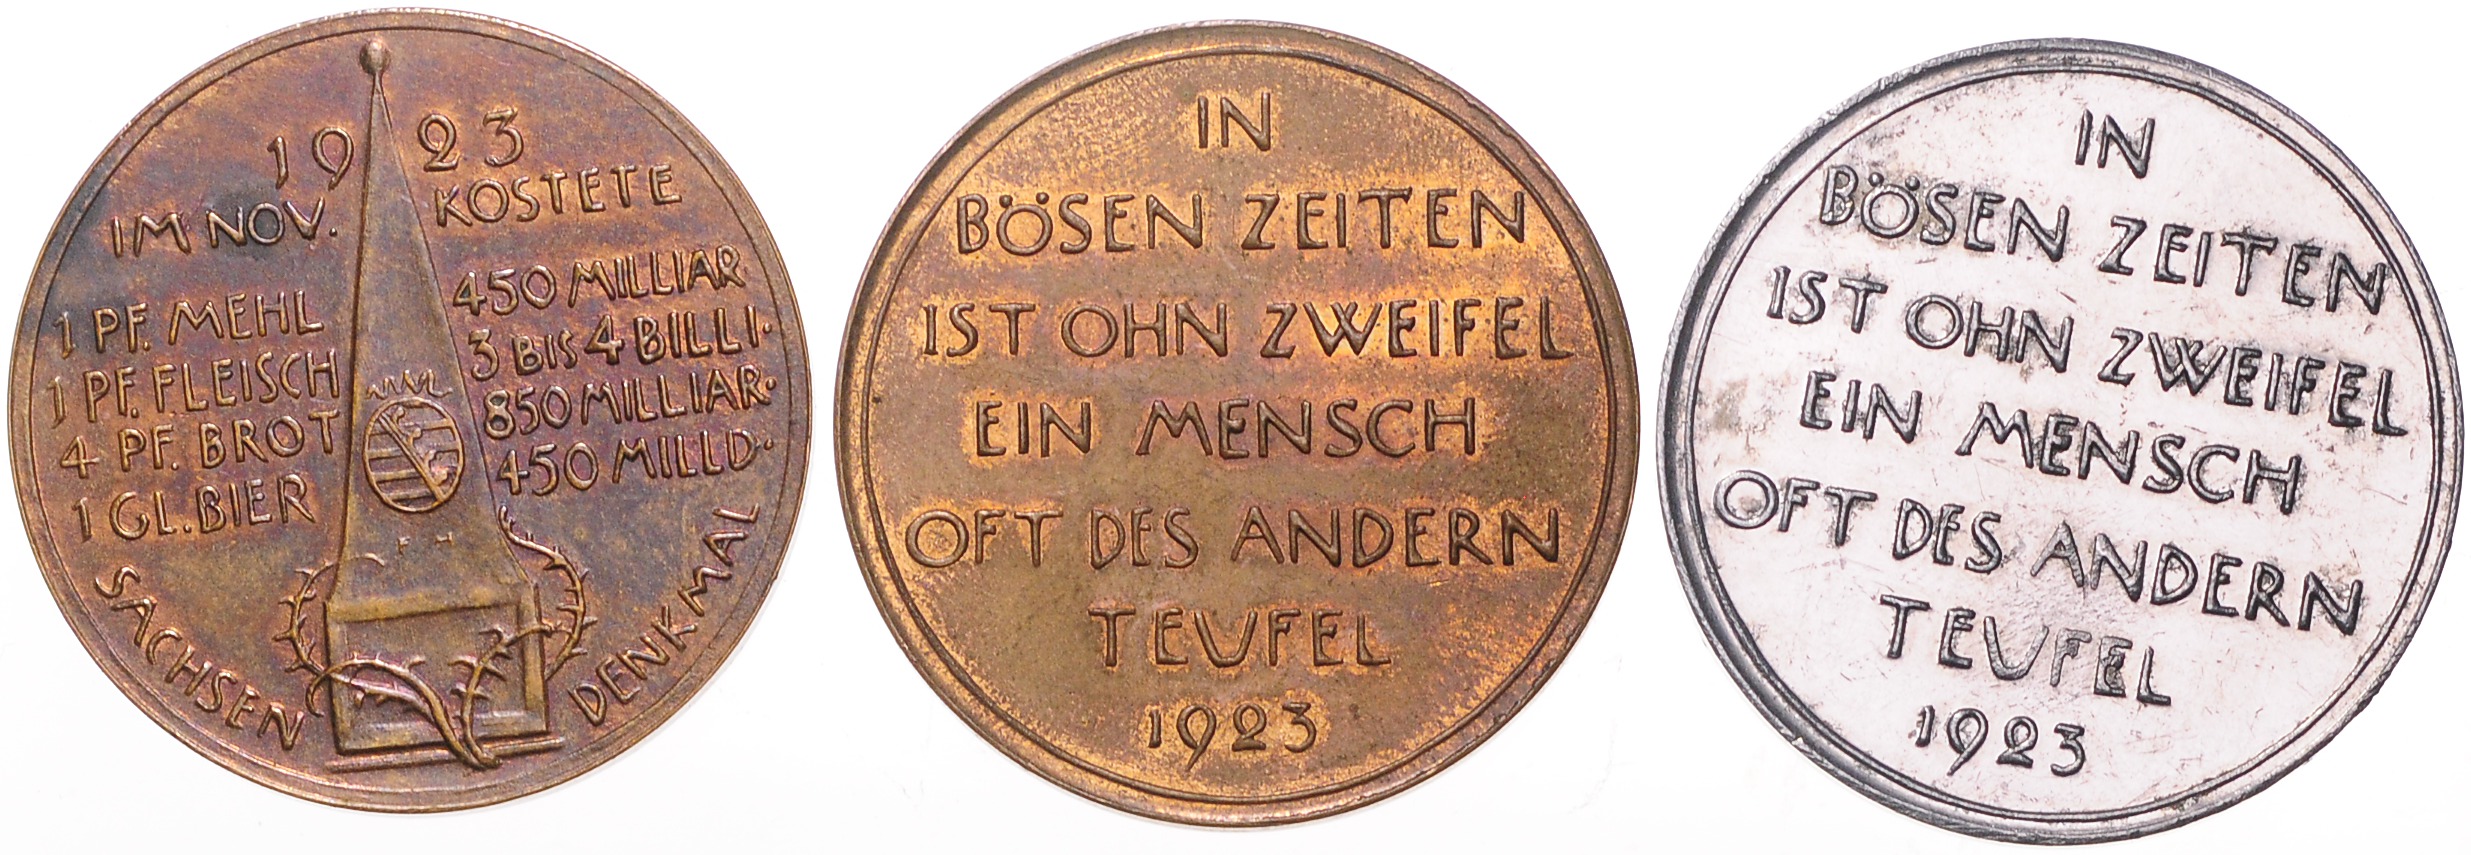 1923
IM NOV. KOSTETE
1 PF. MEHL 450 MILLIAR
1 PF. FLEISCH 3 BIS 4 BILLI.
4 PF. BROT 850 MILLIAR.
1 GL. BIER 450 MILLD.
F H
SACHSEN DENKMAL
IN
BÖSEN ZEITEN
IST OHN ZWEIFEL
EIN MENSCH
OFT DES ANDERN
TEUFEL
1923
IN
BÖSEN ZEITEN
IST OHN ZWEIFEL
EIN MENSCH
OFT DES ANDERN
TEUFEL
1923